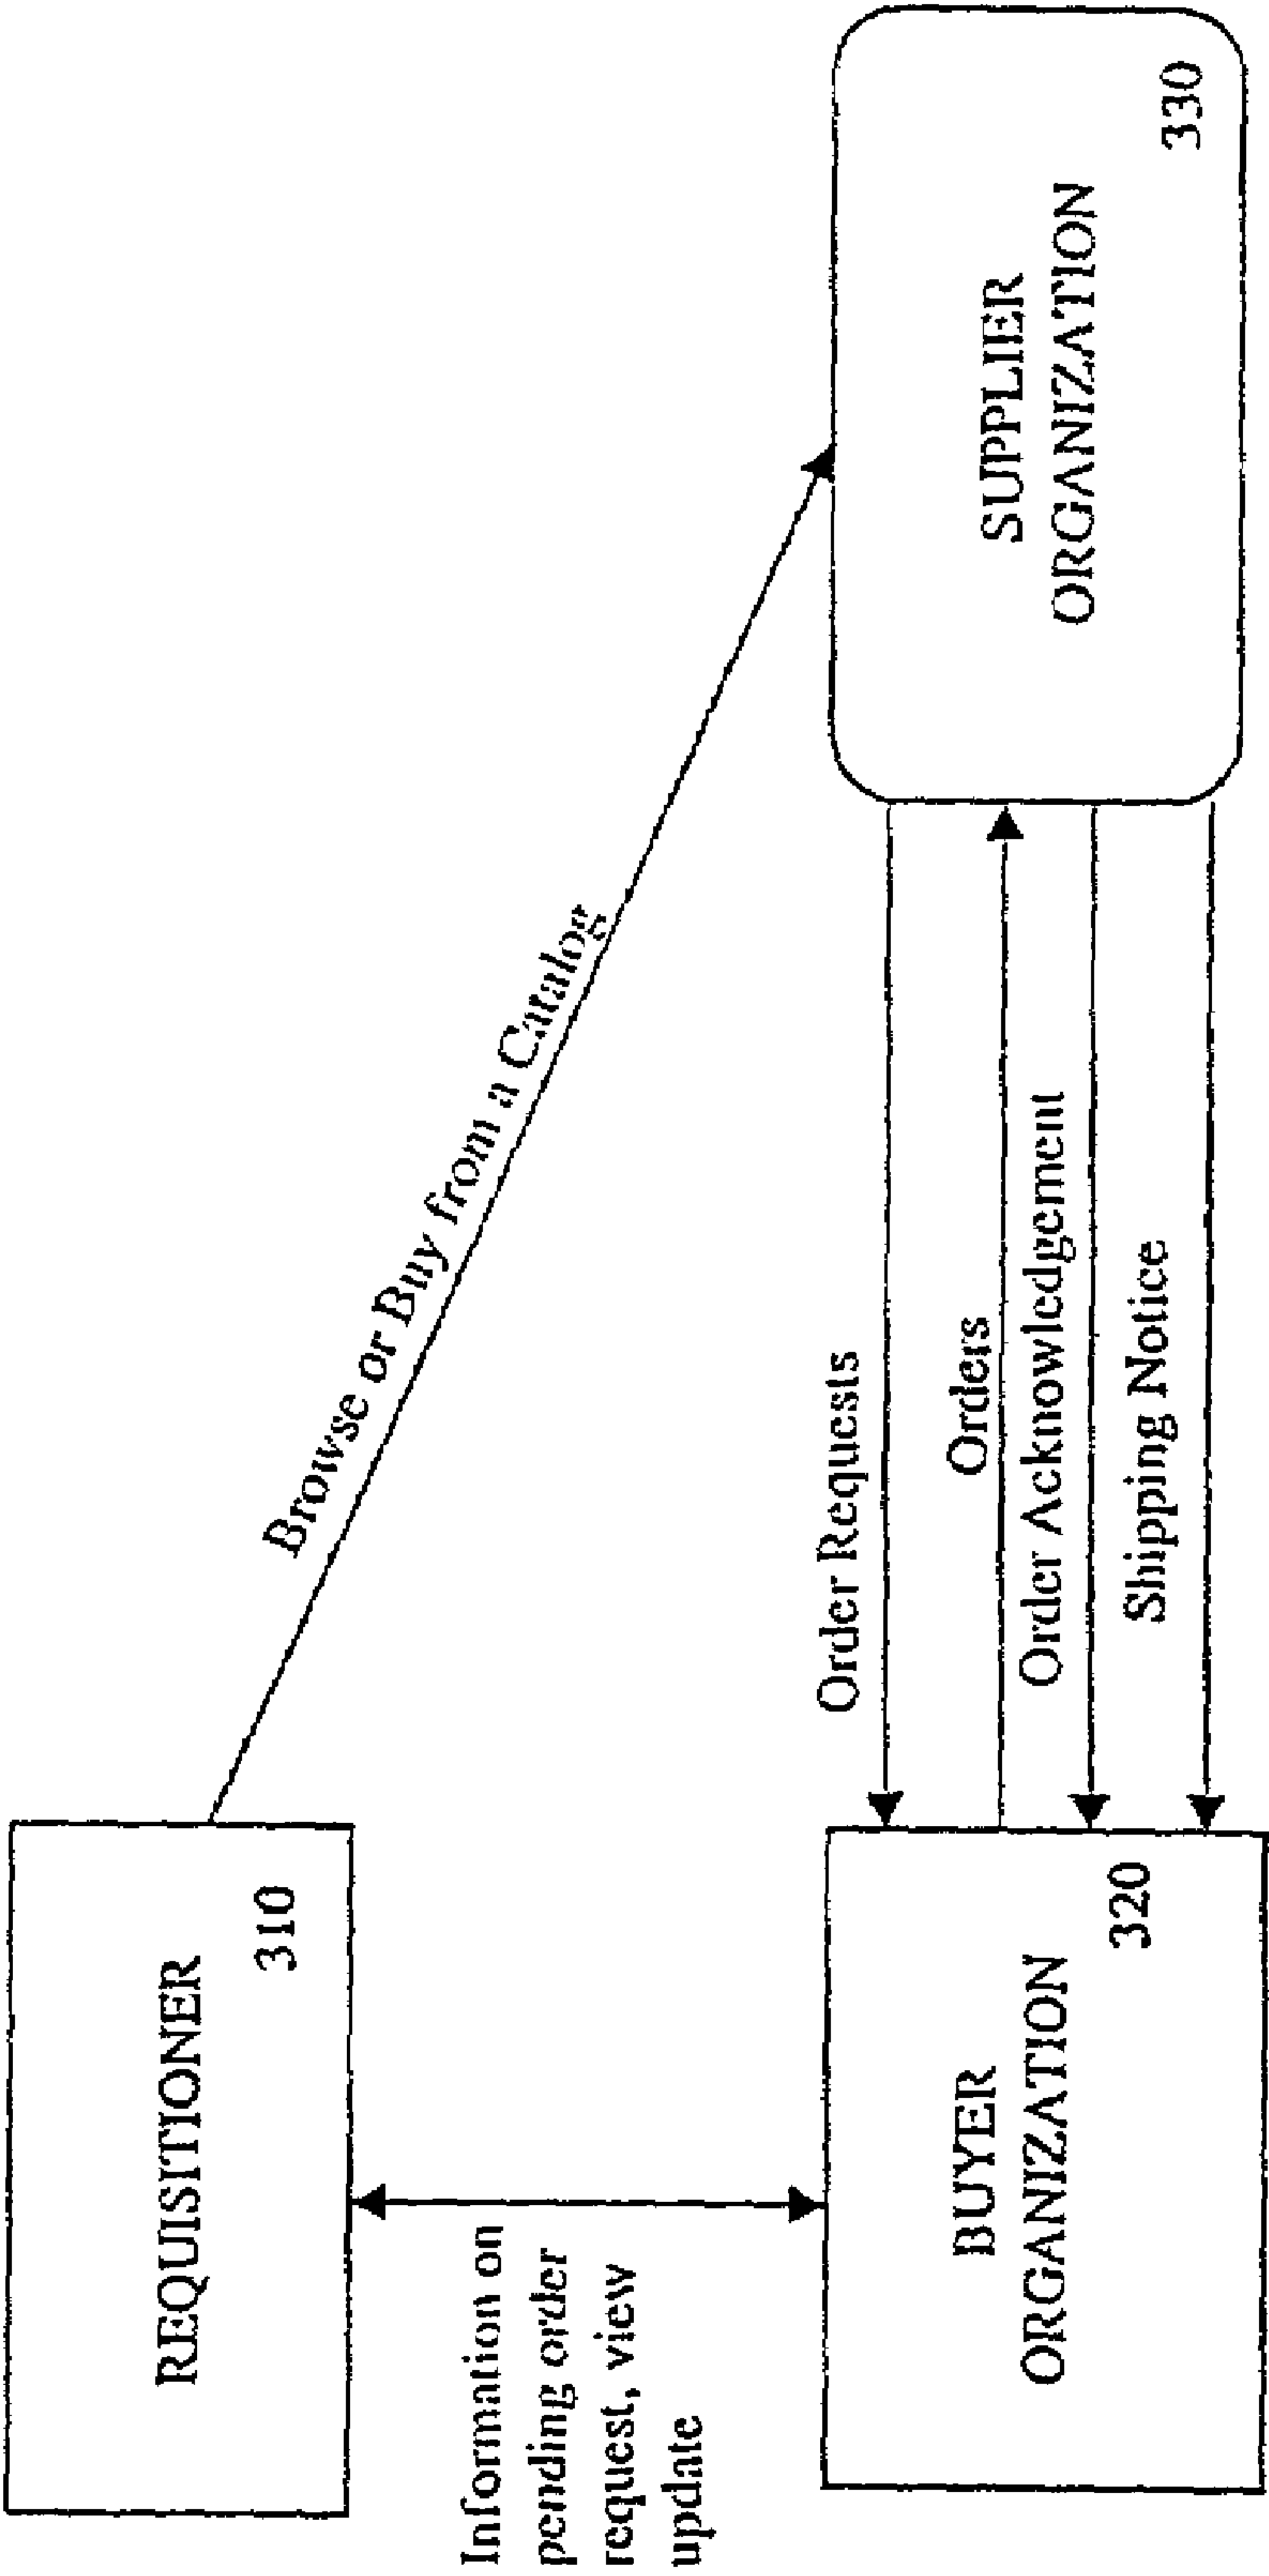 REQUISITIONER
310
Browse or Buy from a Catalog
Information on
pending order
request, view
update
Order Requests
Orders
Order Acknowledgement
Shipping Notice
BUYER
ORGANIZATION
320
SUPPLIER
ORGANIZATION
330